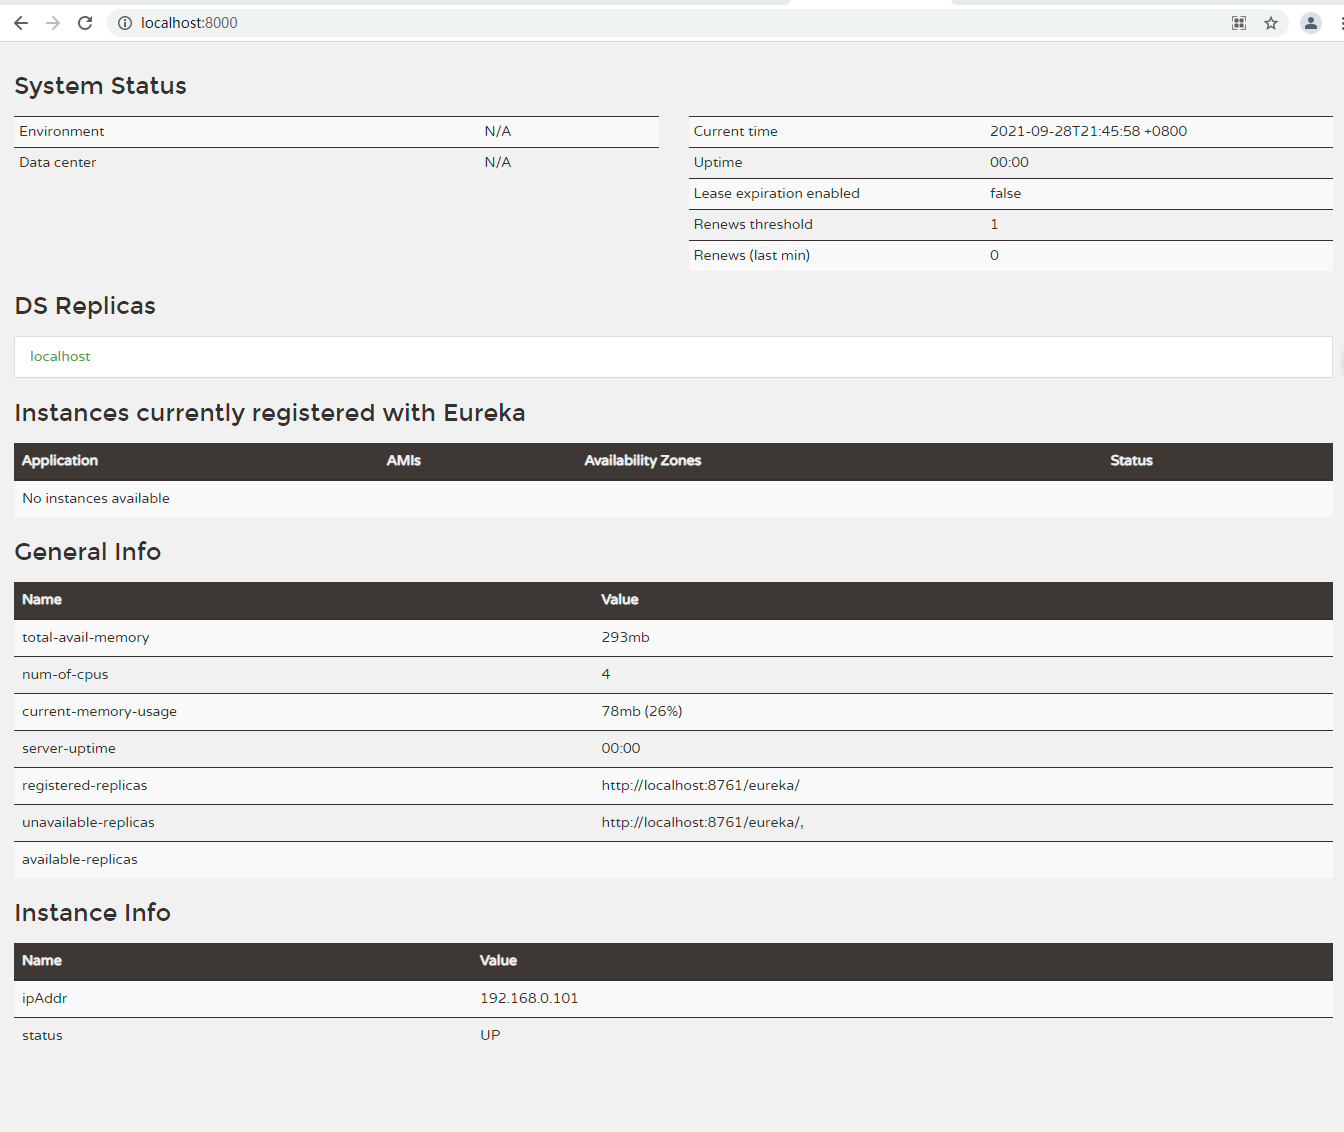 localhost:8000
System Status
Environment N/A
Data center N/A
Current time 2021-09-28T21:45:58 +0800
Uptime 00:00
Lease expiration enabled false
Renews threshold 1
Renews (last min) 0
DS Replicas
localhost
Instances currently registered with Eureka
Application AMIs Availability Zones Status
No instances available
General Info
Name Value
total-avail-memory 293mb
num-of-cpus 4
current-memory-usage 78mb (26%)
server-uptime 00:00
registered-replicas http://localhost:8761/eureka/
unavailable-replicas http://localhost:8761/eureka/,
available-replicas
Instance Info
Name Value
ipAddr 192.168.0.101
status UP